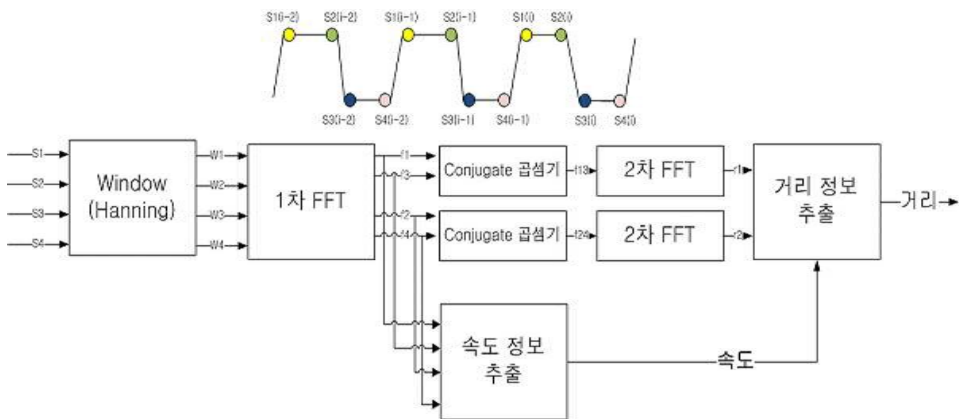 S1(i-2) S2(i-2) S1(i-1) S2(i-1) S1(i) S2(i)
S3(i-2) S4(i-2) S3(i-1) S4(i-1) S3(i) S4(i)
S1
S2
S3
S4
Window
(Hanning)
W1
W2
W3
W4
1차 FFT
f1
f3
f2
f4
Conjugate 곱셈기
f13
2차 FFT
r1
Conjugate 곱셈기
f24
2차 FFT
r2
거리 정보
추출
거리
속도 정보
추출
속도